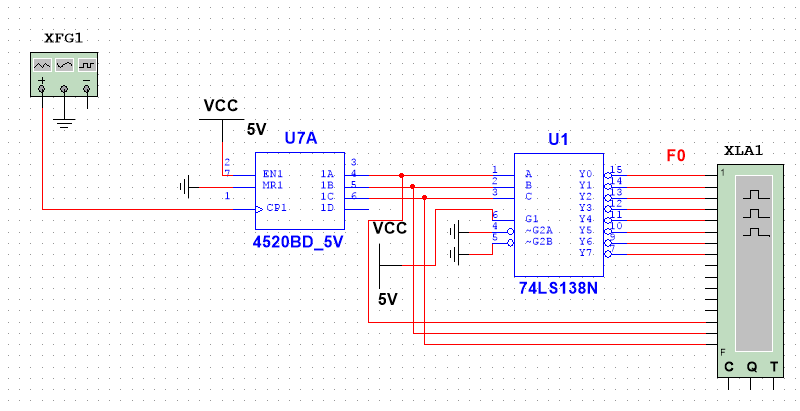 XFG1
VCC
5V
U7A
2
7
1
EN1
MR1
CP1
1A
1B
1C
1D
3
4
5
6
4520BD_5V
VCC
5V
U1
1
2
3
6
4
5
A
B
C
G1
~G2A
~G2B
Y0
Y1
Y2
Y3
Y4
Y5
Y6
Y7
15
14
13
12
11
10
9
7
74LS138N
F0
XLA1
1
F
C Q T